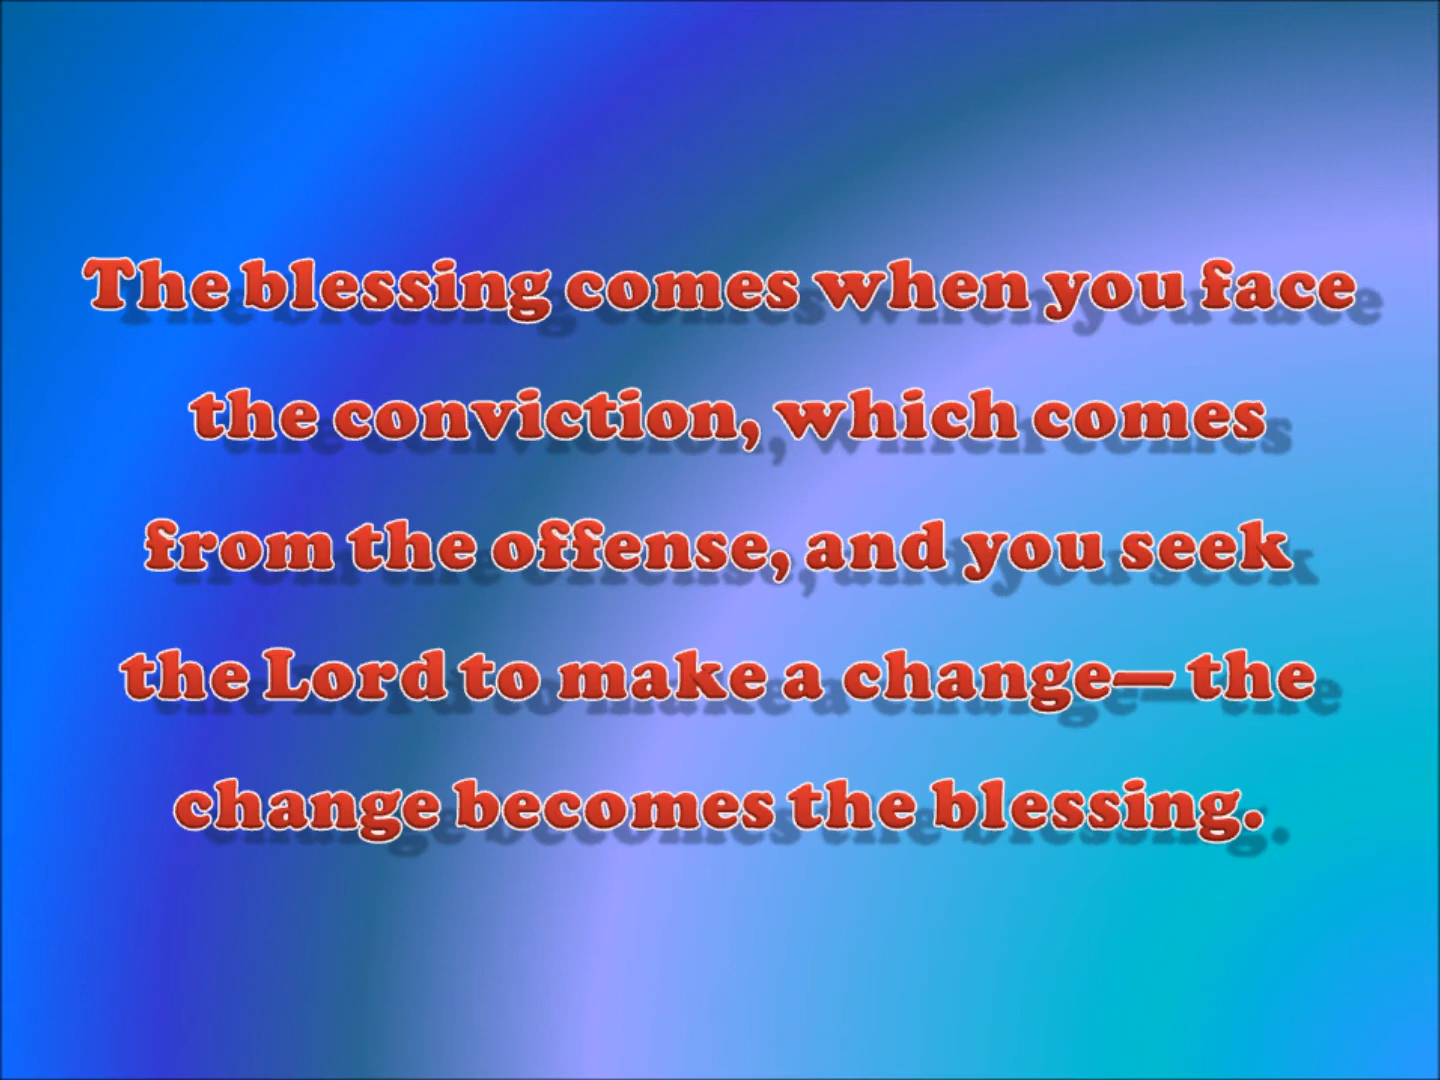 The blessing comes when you face
the conviction, which comes
from the offense, and you seek
the Lord to make a change— the
change becomes the blessing.